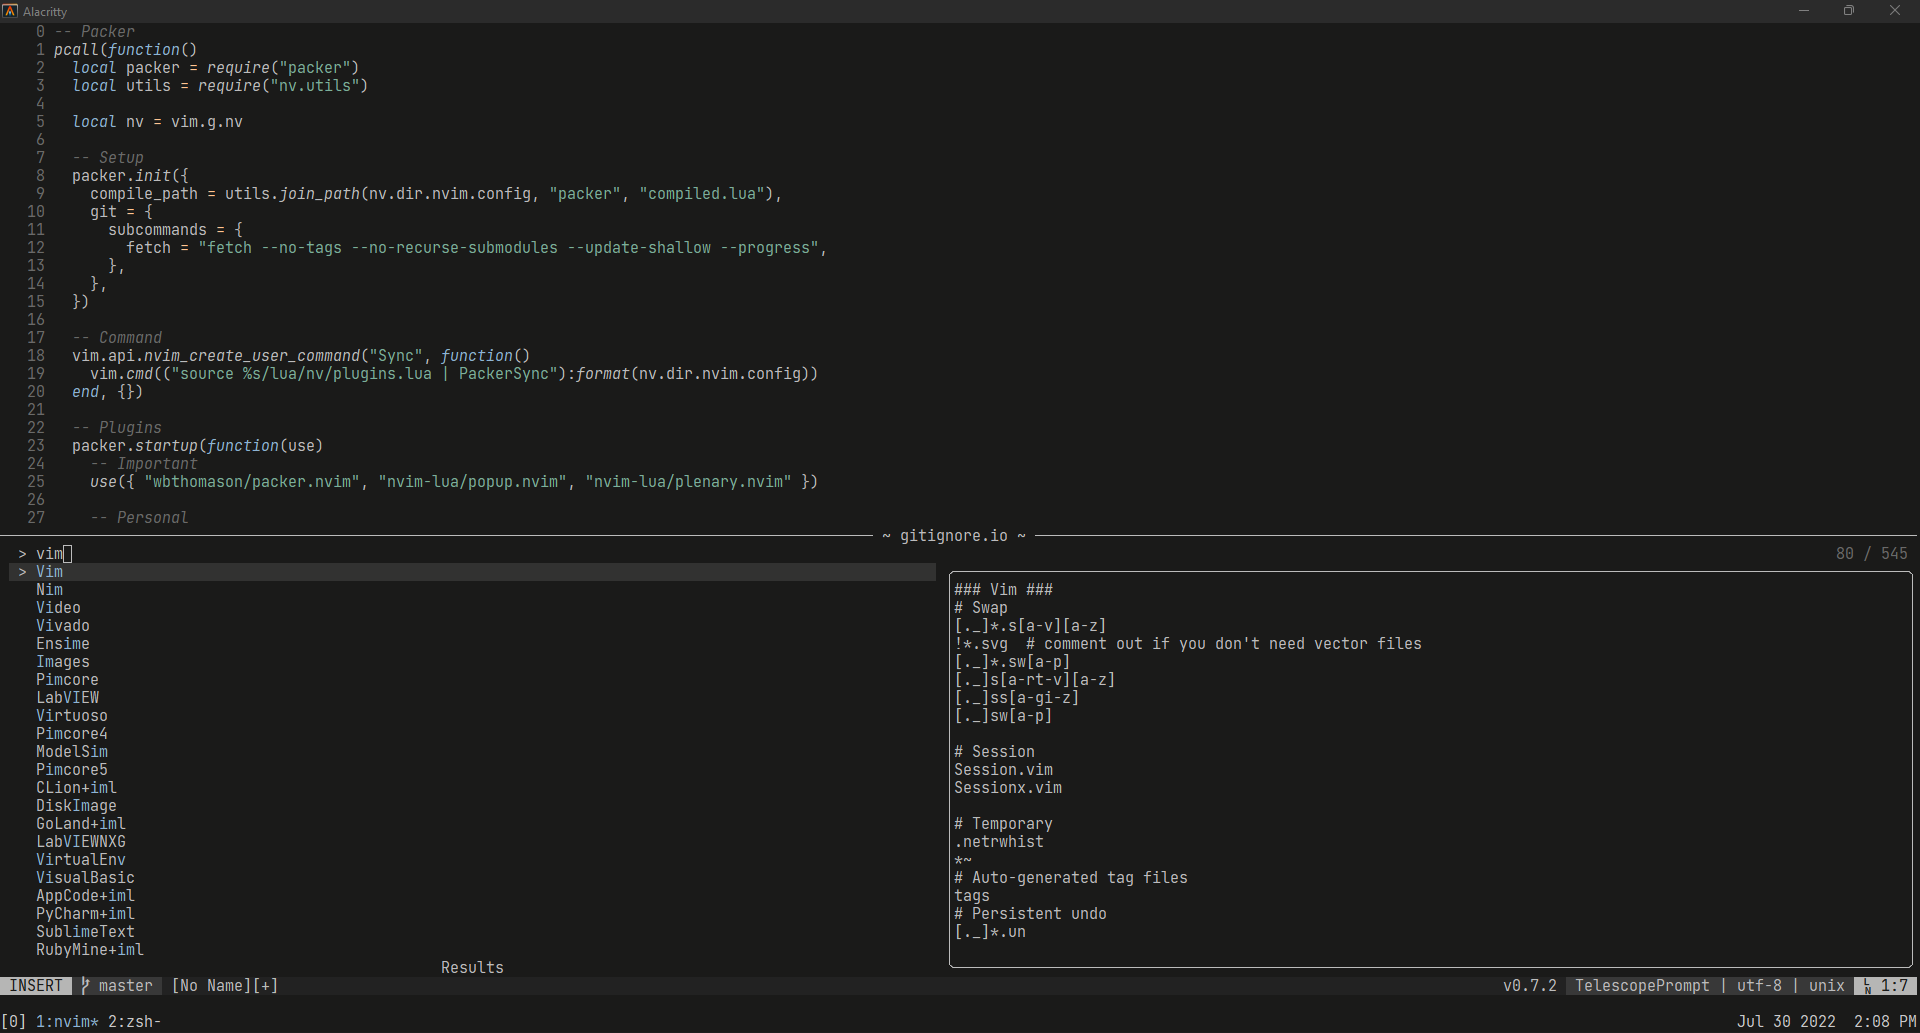 Alacritty
0 -- Packer
1 pcall(function()
2   local packer = require("packer")
3   local utils = require("nv.utils")
4
5   local nv = vim.g.nv
6
7   -- Setup
8   packer.init({
9     compile_path = utils.join_path(nv.dir.nvim.config, "packer", "compiled.lua"),
10     git = {
11       subcommands = {
12         fetch = "fetch --no-tags --no-recurse-submodules --update-shallow --progress",
13       },
14     },
15   })
16
17   -- Command
18   vim.api.nvim_create_user_command("Sync", function()
19     vim.cmd(("source %s/lua/nv/plugins.lua | PackerSync"):format(nv.dir.nvim.config))
20   end, {})
21
22   -- Plugins
23   packer.startup(function(use)
24     -- Important
25     use({ "wbthomason/packer.nvim", "nvim-lua/popup.nvim", "nvim-lua/plenary.nvim" })
26
27     -- Personal
~ gitignore.io ~
> vim
80 / 545
> Vim
Nim
Video
Vivado
Ensime
Images
Pimcore
LabVIEW
Virtuoso
Pimcore4
ModelSim
Pimcore5
CLion+iml
DiskImage
GoLand+iml
LabVIEWNXG
VirtualEnv
VisualBasic
AppCode+iml
PyCharm+iml
SublimeText
RubyMine+iml
Results
### Vim ###
# Swap
[._]*.s[a-v][a-z]
!*.svg  # comment out if you don't need vector files
[._]*.sw[a-p]
[._]s[a-rt-v][a-z]
[._]ss[a-gi-z]
[._]sw[a-p]

# Session
Session.vim
Sessionx.vim

# Temporary
.netrwhist
*~
# Auto-generated tag files
tags
# Persistent undo
[._]*.un
INSERT master [No Name][+] v0.7.2 TelescopePrompt | utf-8 | unix LN 1:7
[0] 1:nvim* 2:zsh- Jul 30 2022  2:08 PM